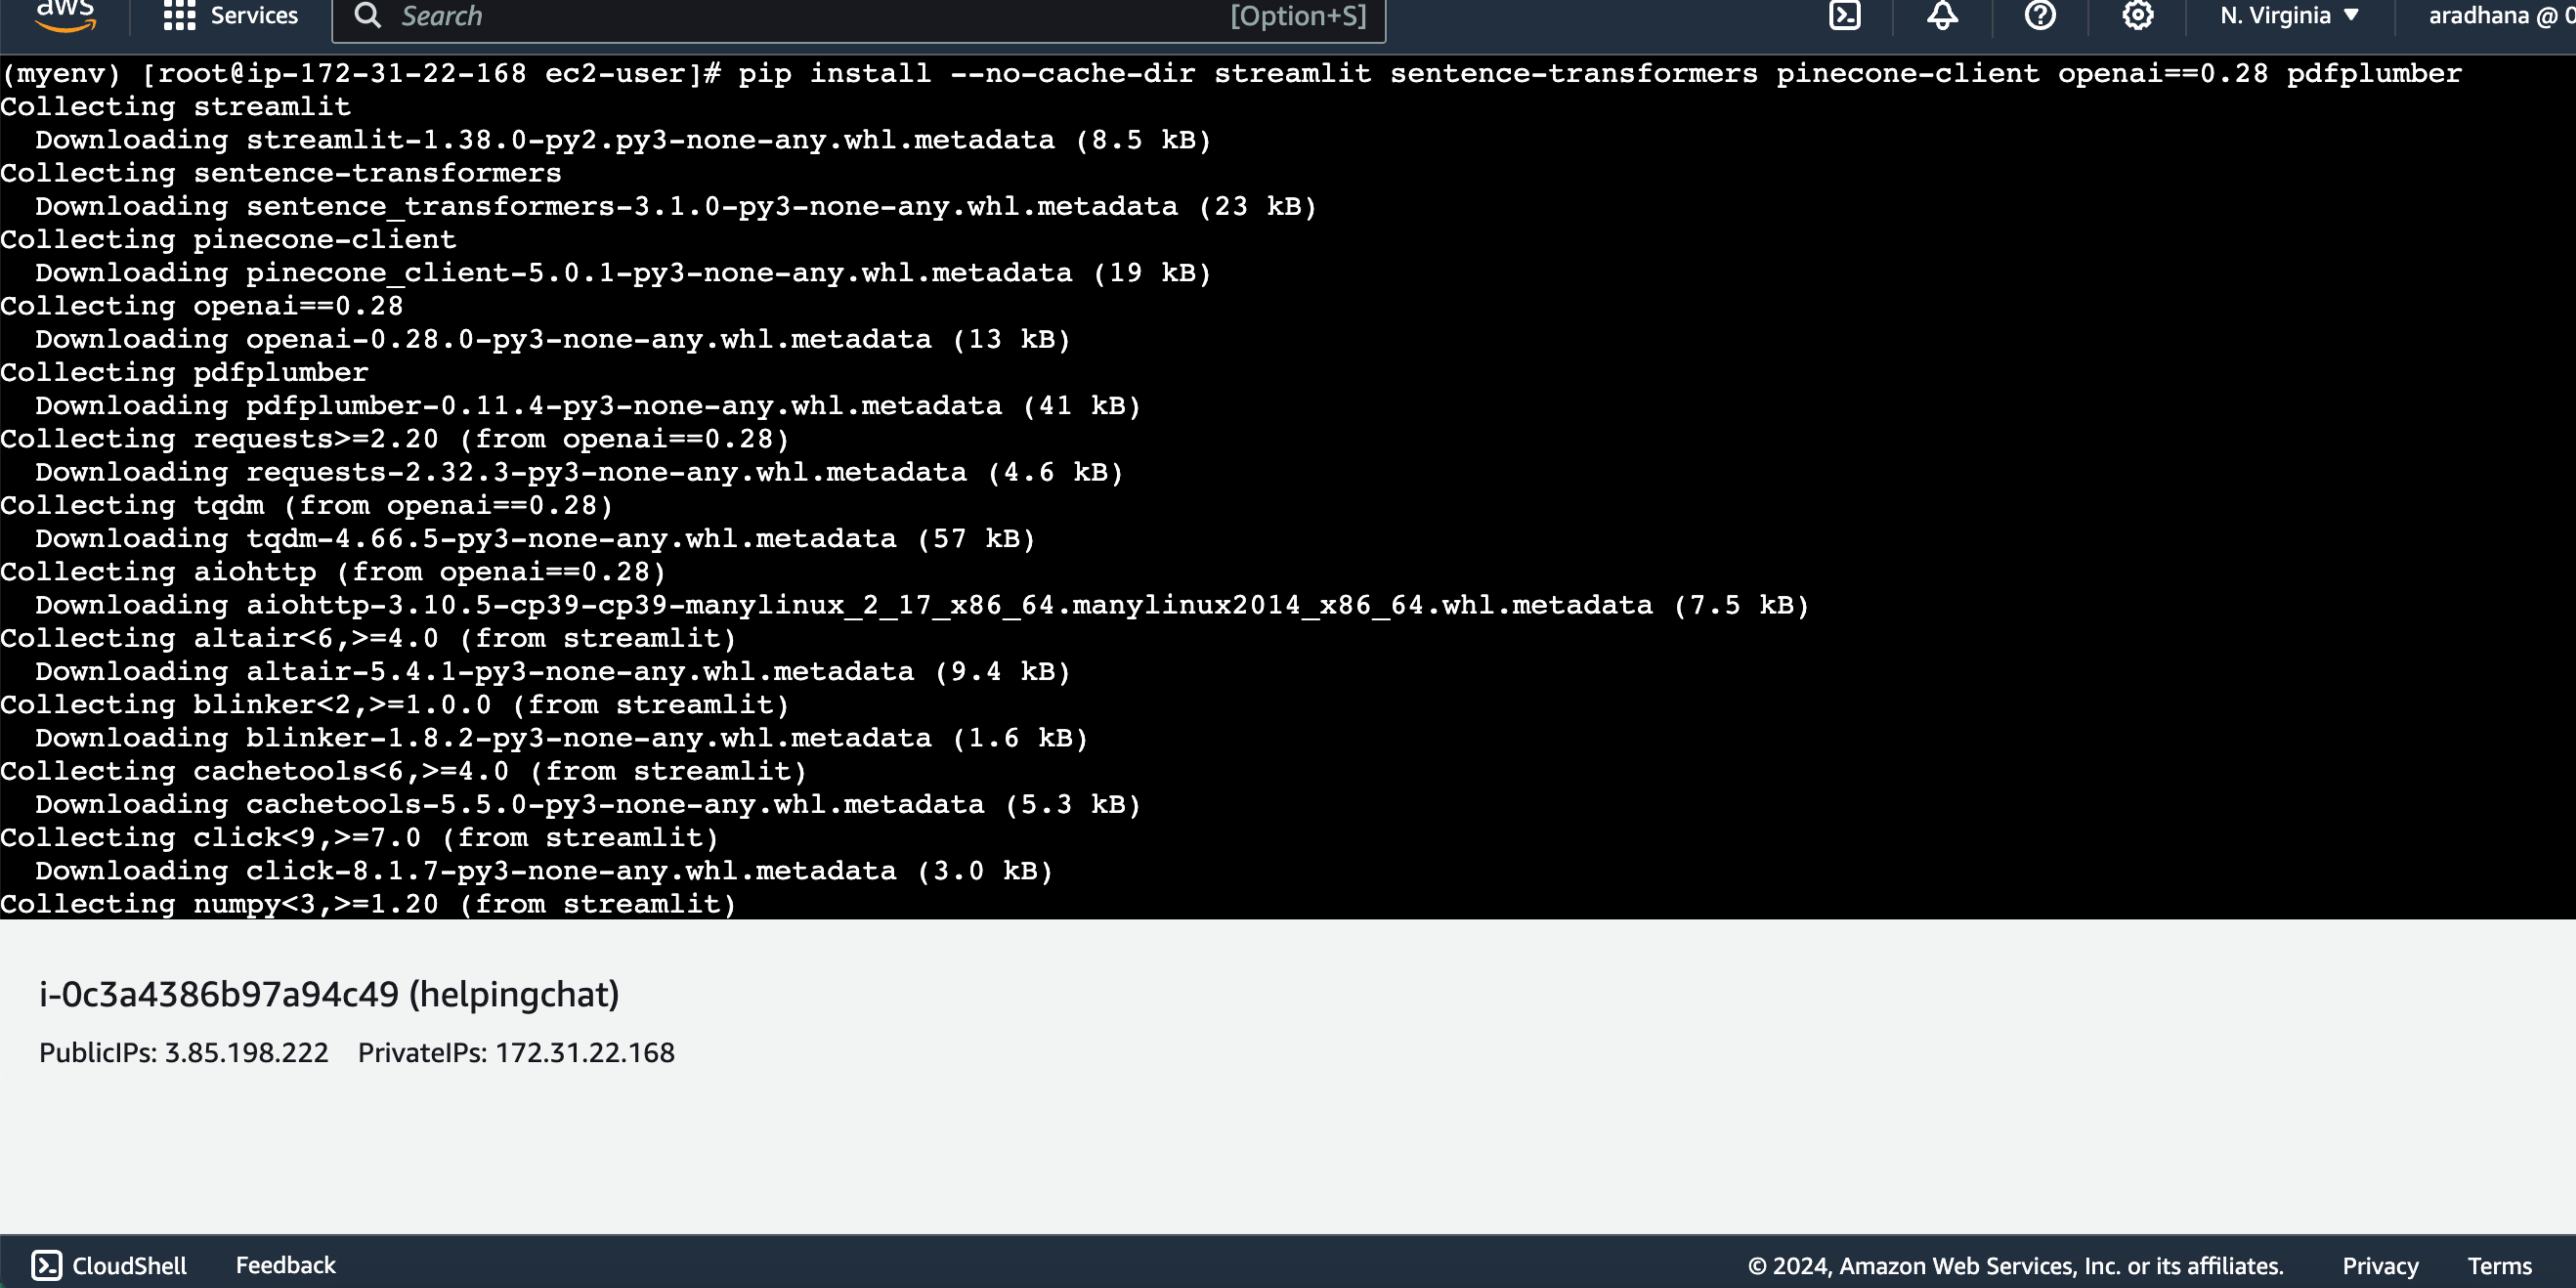 aws Services Search [Option+S] N. Virginia ▼ aradhana @
(myenv) [root@ip-172-31-22-168 ec2-user]# pip install --no-cache-dir streamlit sentence-transformers pinecone-client openai==0.28 pdfplumber
Collecting streamlit
  Downloading streamlit-1.38.0-py2.py3-none-any.whl.metadata (8.5 kB)
Collecting sentence-transformers
  Downloading sentence_transformers-3.1.0-py3-none-any.whl.metadata (23 kB)
Collecting pinecone-client
  Downloading pinecone_client-5.0.1-py3-none-any.whl.metadata (19 kB)
Collecting openai==0.28
  Downloading openai-0.28.0-py3-none-any.whl.metadata (13 kB)
Collecting pdfplumber
  Downloading pdfplumber-0.11.4-py3-none-any.whl.metadata (41 kB)
Collecting requests>=2.20 (from openai==0.28)
  Downloading requests-2.32.3-py3-none-any.whl.metadata (4.6 kB)
Collecting tqdm (from openai==0.28)
  Downloading tqdm-4.66.5-py3-none-any.whl.metadata (57 kB)
Collecting aiohttp (from openai==0.28)
  Downloading aiohttp-3.10.5-cp39-cp39-manylinux_2_17_x86_64.manylinux2014_x86_64.whl.metadata (7.5 kB)
Collecting altair<6,>=4.0 (from streamlit)
  Downloading altair-5.4.1-py3-none-any.whl.metadata (9.4 kB)
Collecting blinker<2,>=1.0.0 (from streamlit)
  Downloading blinker-1.8.2-py3-none-any.whl.metadata (1.6 kB)
Collecting cachetools<6,>=4.0 (from streamlit)
  Downloading cachetools-5.5.0-py3-none-any.whl.metadata (5.3 kB)
Collecting click<9,>=7.0 (from streamlit)
  Downloading click-8.1.7-py3-none-any.whl.metadata (3.0 kB)
Collecting numpy<3,>=1.20 (from streamlit)
i-0c3a4386b97a94c49 (helpingchat)
PublicIPs: 3.85.198.222 PrivateIPs: 172.31.22.168
CloudShell Feedback © 2024, Amazon Web Services, Inc. or its affiliates. Privacy Terms